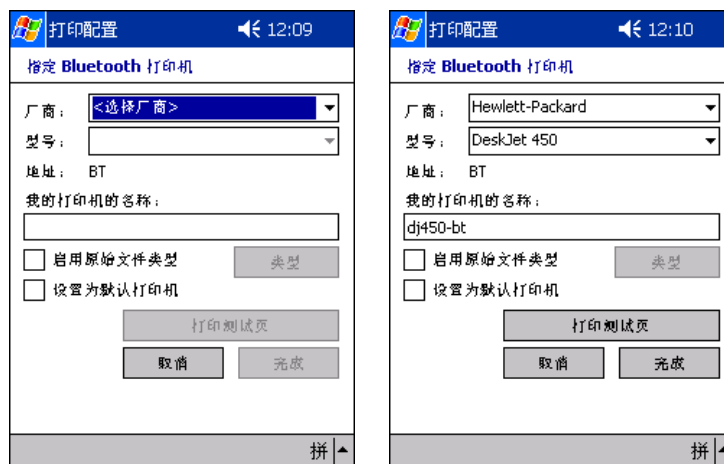 打印配置 12:09
指定 Bluetooth 打印机
厂商： <选择厂商>
型号：
地址： BT
我的打印机的名称：
启用原始文件类型 类型
设置为默认打印机
打印测试页
取消 完成
拼
打印配置 12:10
指定 Bluetooth 打印机
厂商： Hewlett-Packard
型号： DeskJet 450
地址： BT
我的打印机的名称：
dj450-bt
启用原始文件类型 类型
设置为默认打印机
打印测试页
取消 完成
拼